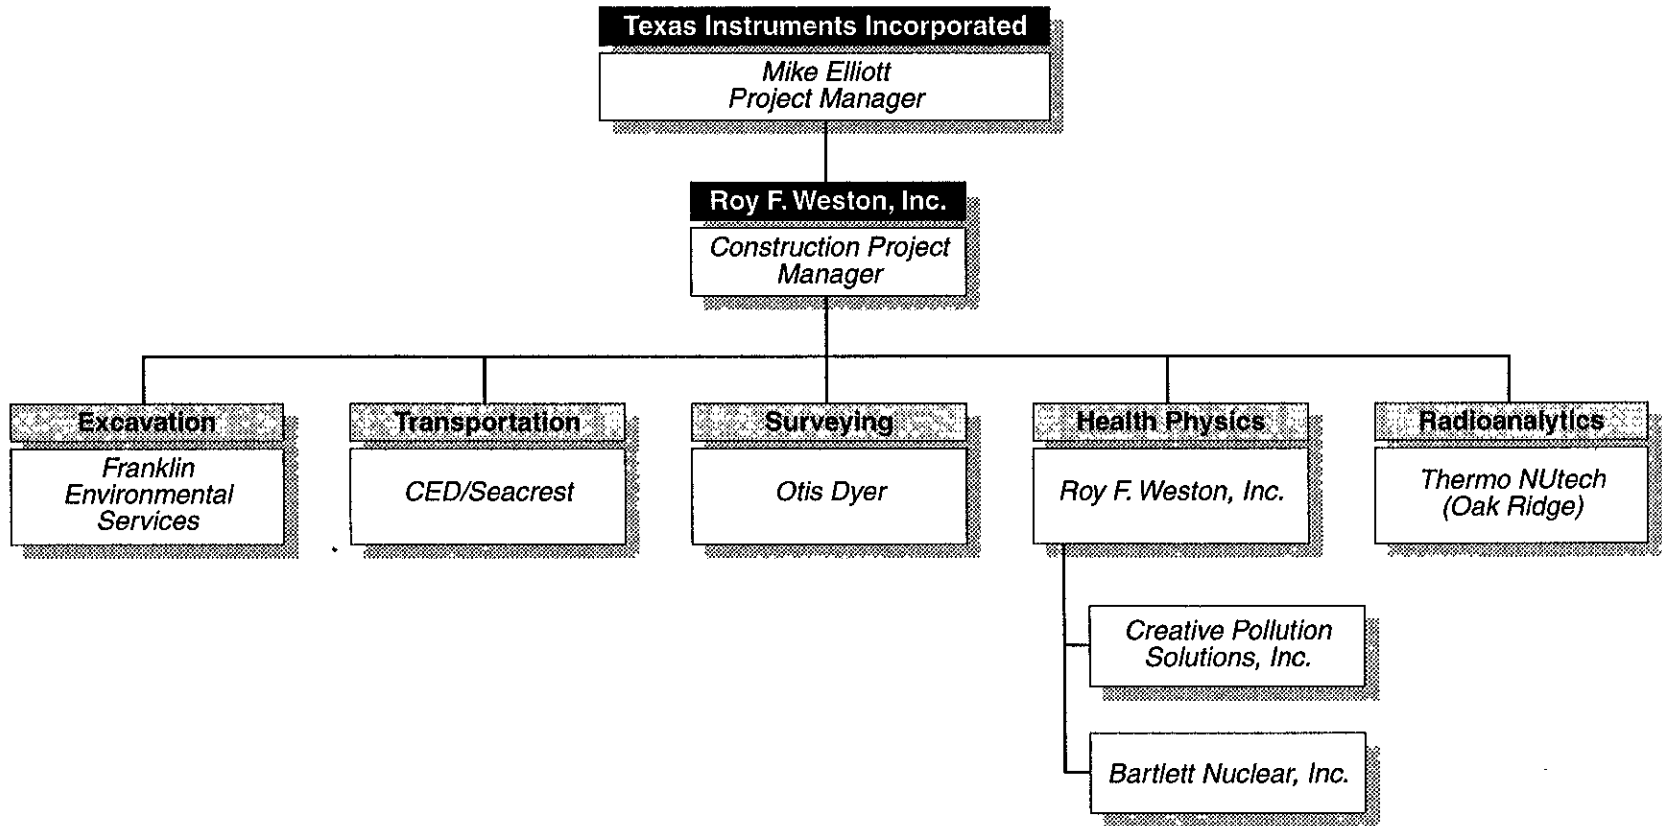 Texas Instruments Incorporated
Mike Elliott
Project Manager
Roy F. Weston, Inc.
Construction Project
Manager
Excavation
Franklin
Environmental
Services
Transportation
CED/Seacrest
Surveying
Otis Dyer
Health Physics
Roy F. Weston, Inc.
Creative Pollution
Solutions, Inc.
Bartlett Nuclear, Inc.
Radioanalytics
Thermo NUtech
(Oak Ridge)